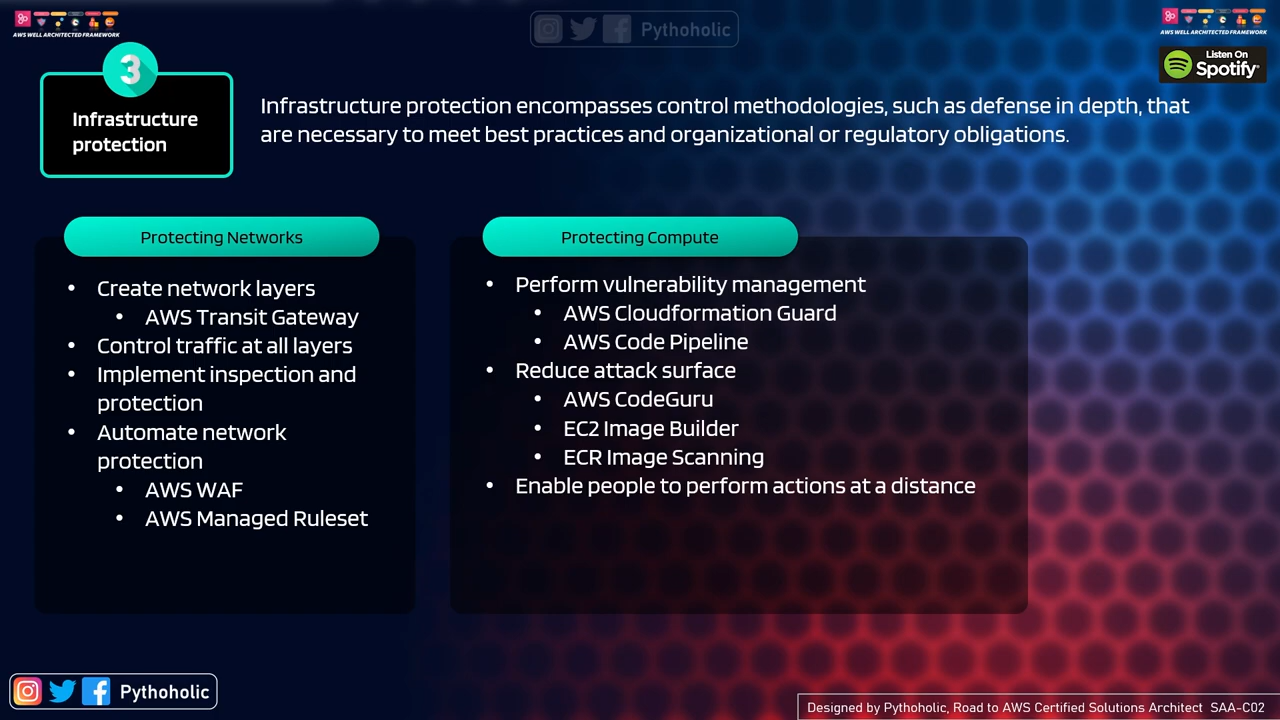 AWS WELL ARCHITECTED FRAMEWORK
Pythoholic
AWS WELL ARCHITECTED FRAMEWORK
Listen On
Spotify
3
Infrastructure
protection
Infrastructure protection encompasses control methodologies, such as defense in depth, that
are necessary to meet best practices and organizational or regulatory obligations.
Protecting Networks
• Create network layers
• AWS Transit Gateway
• Control traffic at all layers
• Implement inspection and
protection
• Automate network
protection
• AWS WAF
• AWS Managed Ruleset
Protecting Compute
• Perform vulnerability management
• AWS Cloudformation Guard
• AWS Code Pipeline
• Reduce attack surface
• AWS CodeGuru
• EC2 Image Builder
• ECR Image Scanning
• Enable people to perform actions at a distance
Pythoholic
Designed by Pythoholic, Road to AWS Certified Solutions Architect SAA-C02